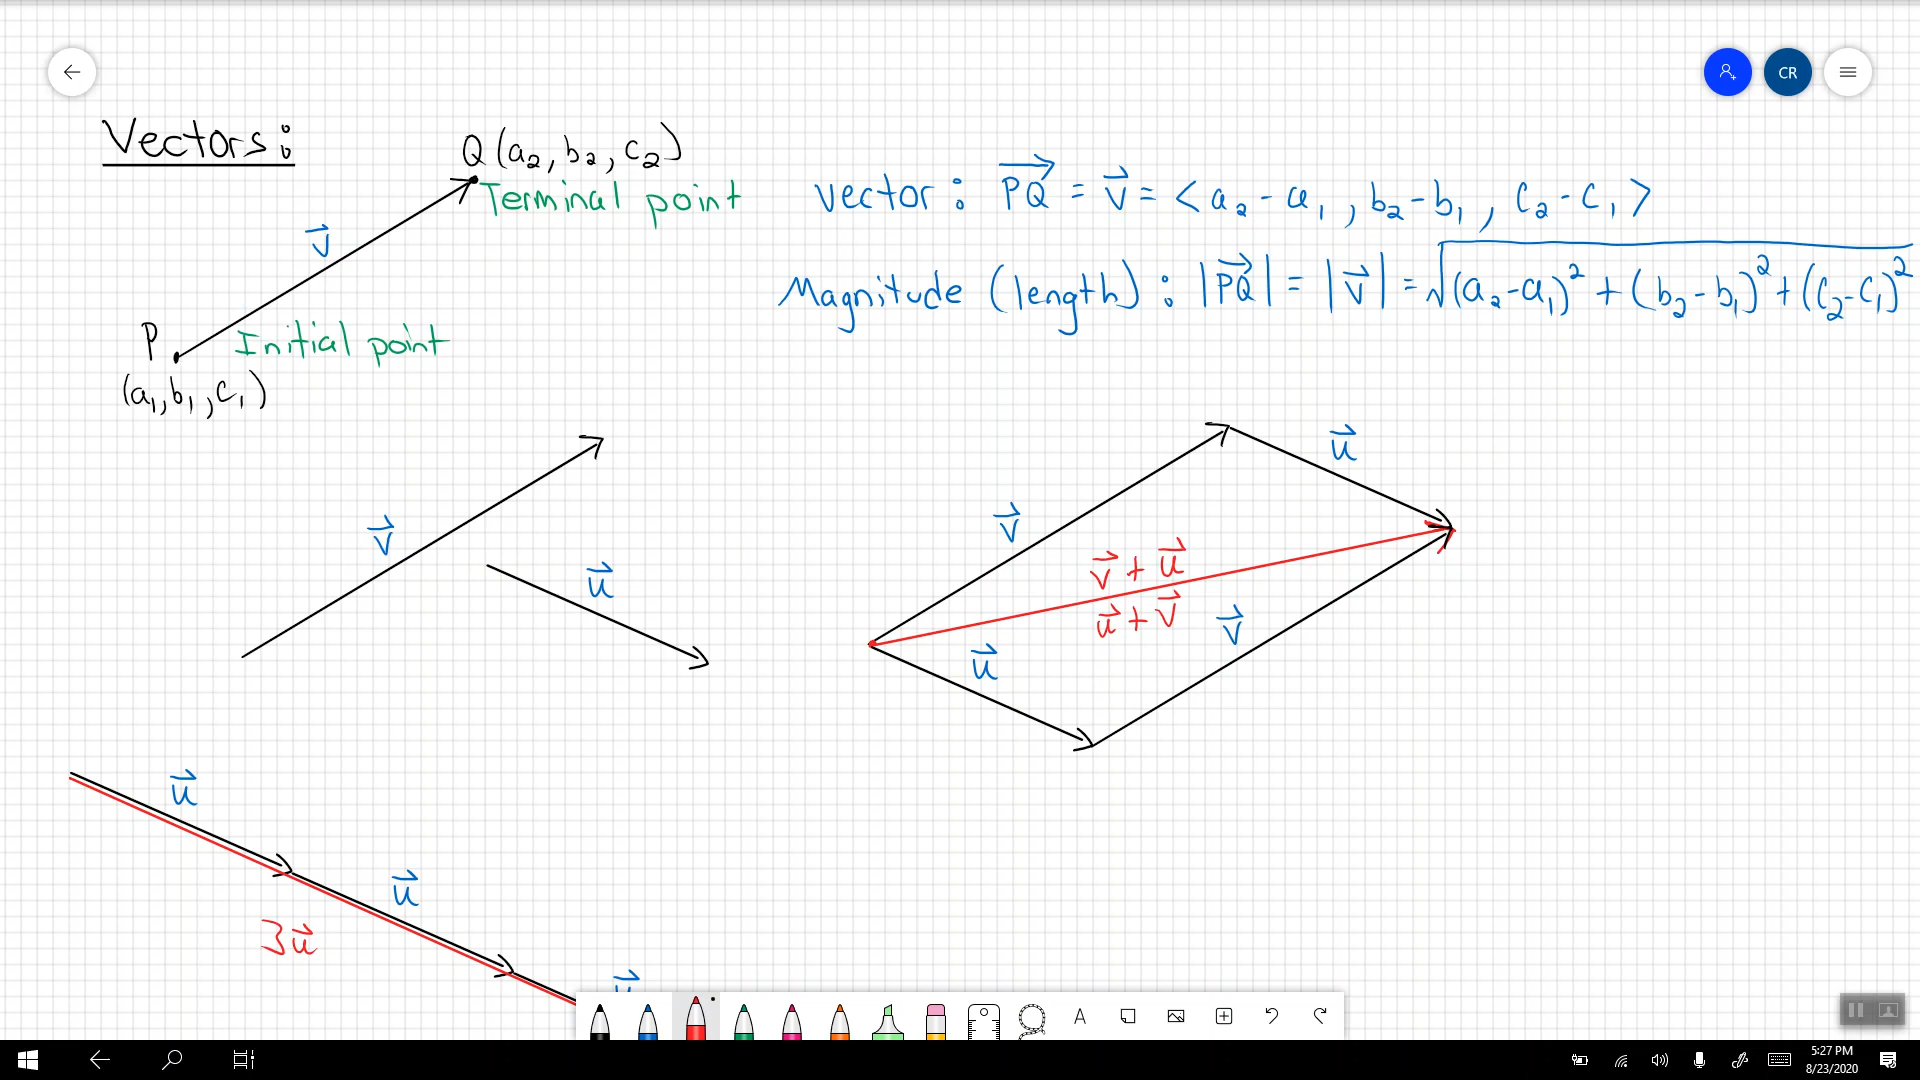 CR
Vectors:
Q (a₂, b₂, c₂)
Terminal point
v⃗
P
Initial point
(a₁, b₁, c₁)
vector: P͞Q⃗ = v⃗ = < a₂ - a₁ , b₂ - b₁ , c₂ - c₁ >
Magnitude (length): |PQ⃗| = |v⃗| = √((a₂-a₁)² + (b₂-b₁)² + (c₂-c₁)²)
v⃗
u⃗
v⃗
u⃗
v⃗ + u⃗
u⃗ + v⃗
u⃗
v⃗
u⃗
u⃗
3u⃗
A
5:27 PM
8/23/2020